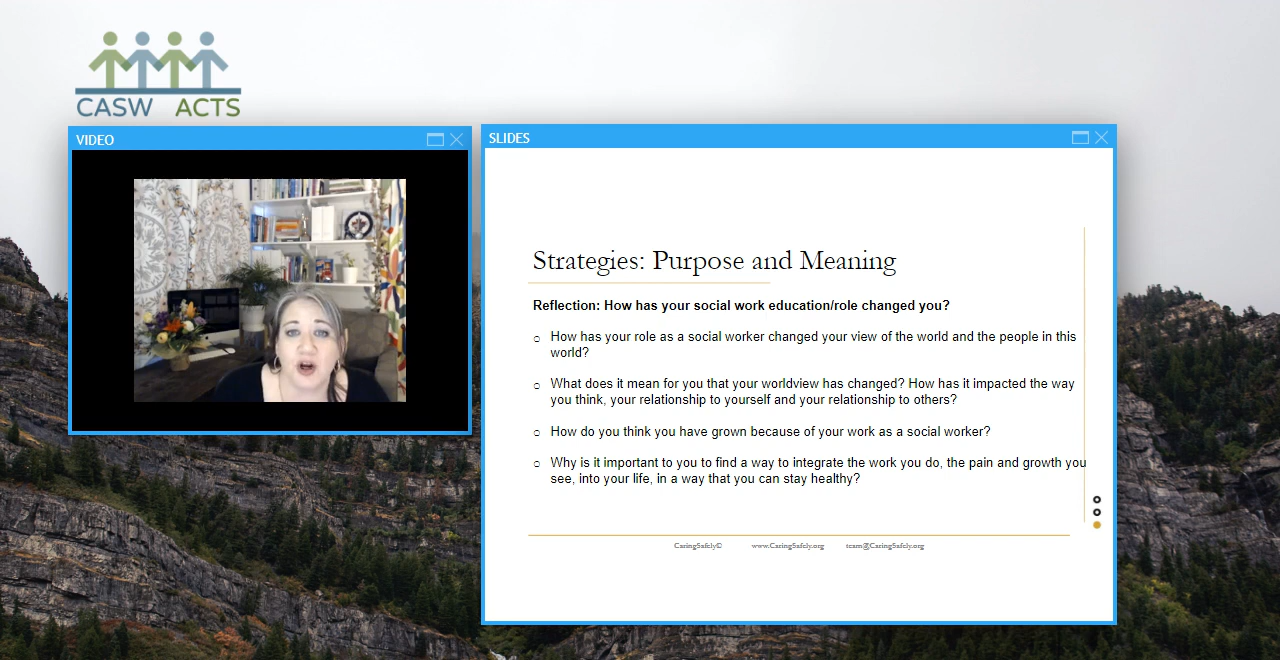 CASW ACTS
VIDEO
SLIDES
Strategies: Purpose and Meaning
Reflection: How has your social work education/role changed you?
How has your role as a social worker changed your view of the world and the people in this
world?
What does it mean for you that your worldview has changed? How has it impacted the way
you think, your relationship to yourself and your relationship to others?
How do you think you have grown because of your work as a social worker?
Why is it important to you to find a way to integrate the work you do, the pain and growth you
see, into your life, in a way that you can stay healthy?
CaringSafely© www.CaringSafely.org team@CaringSafely.org